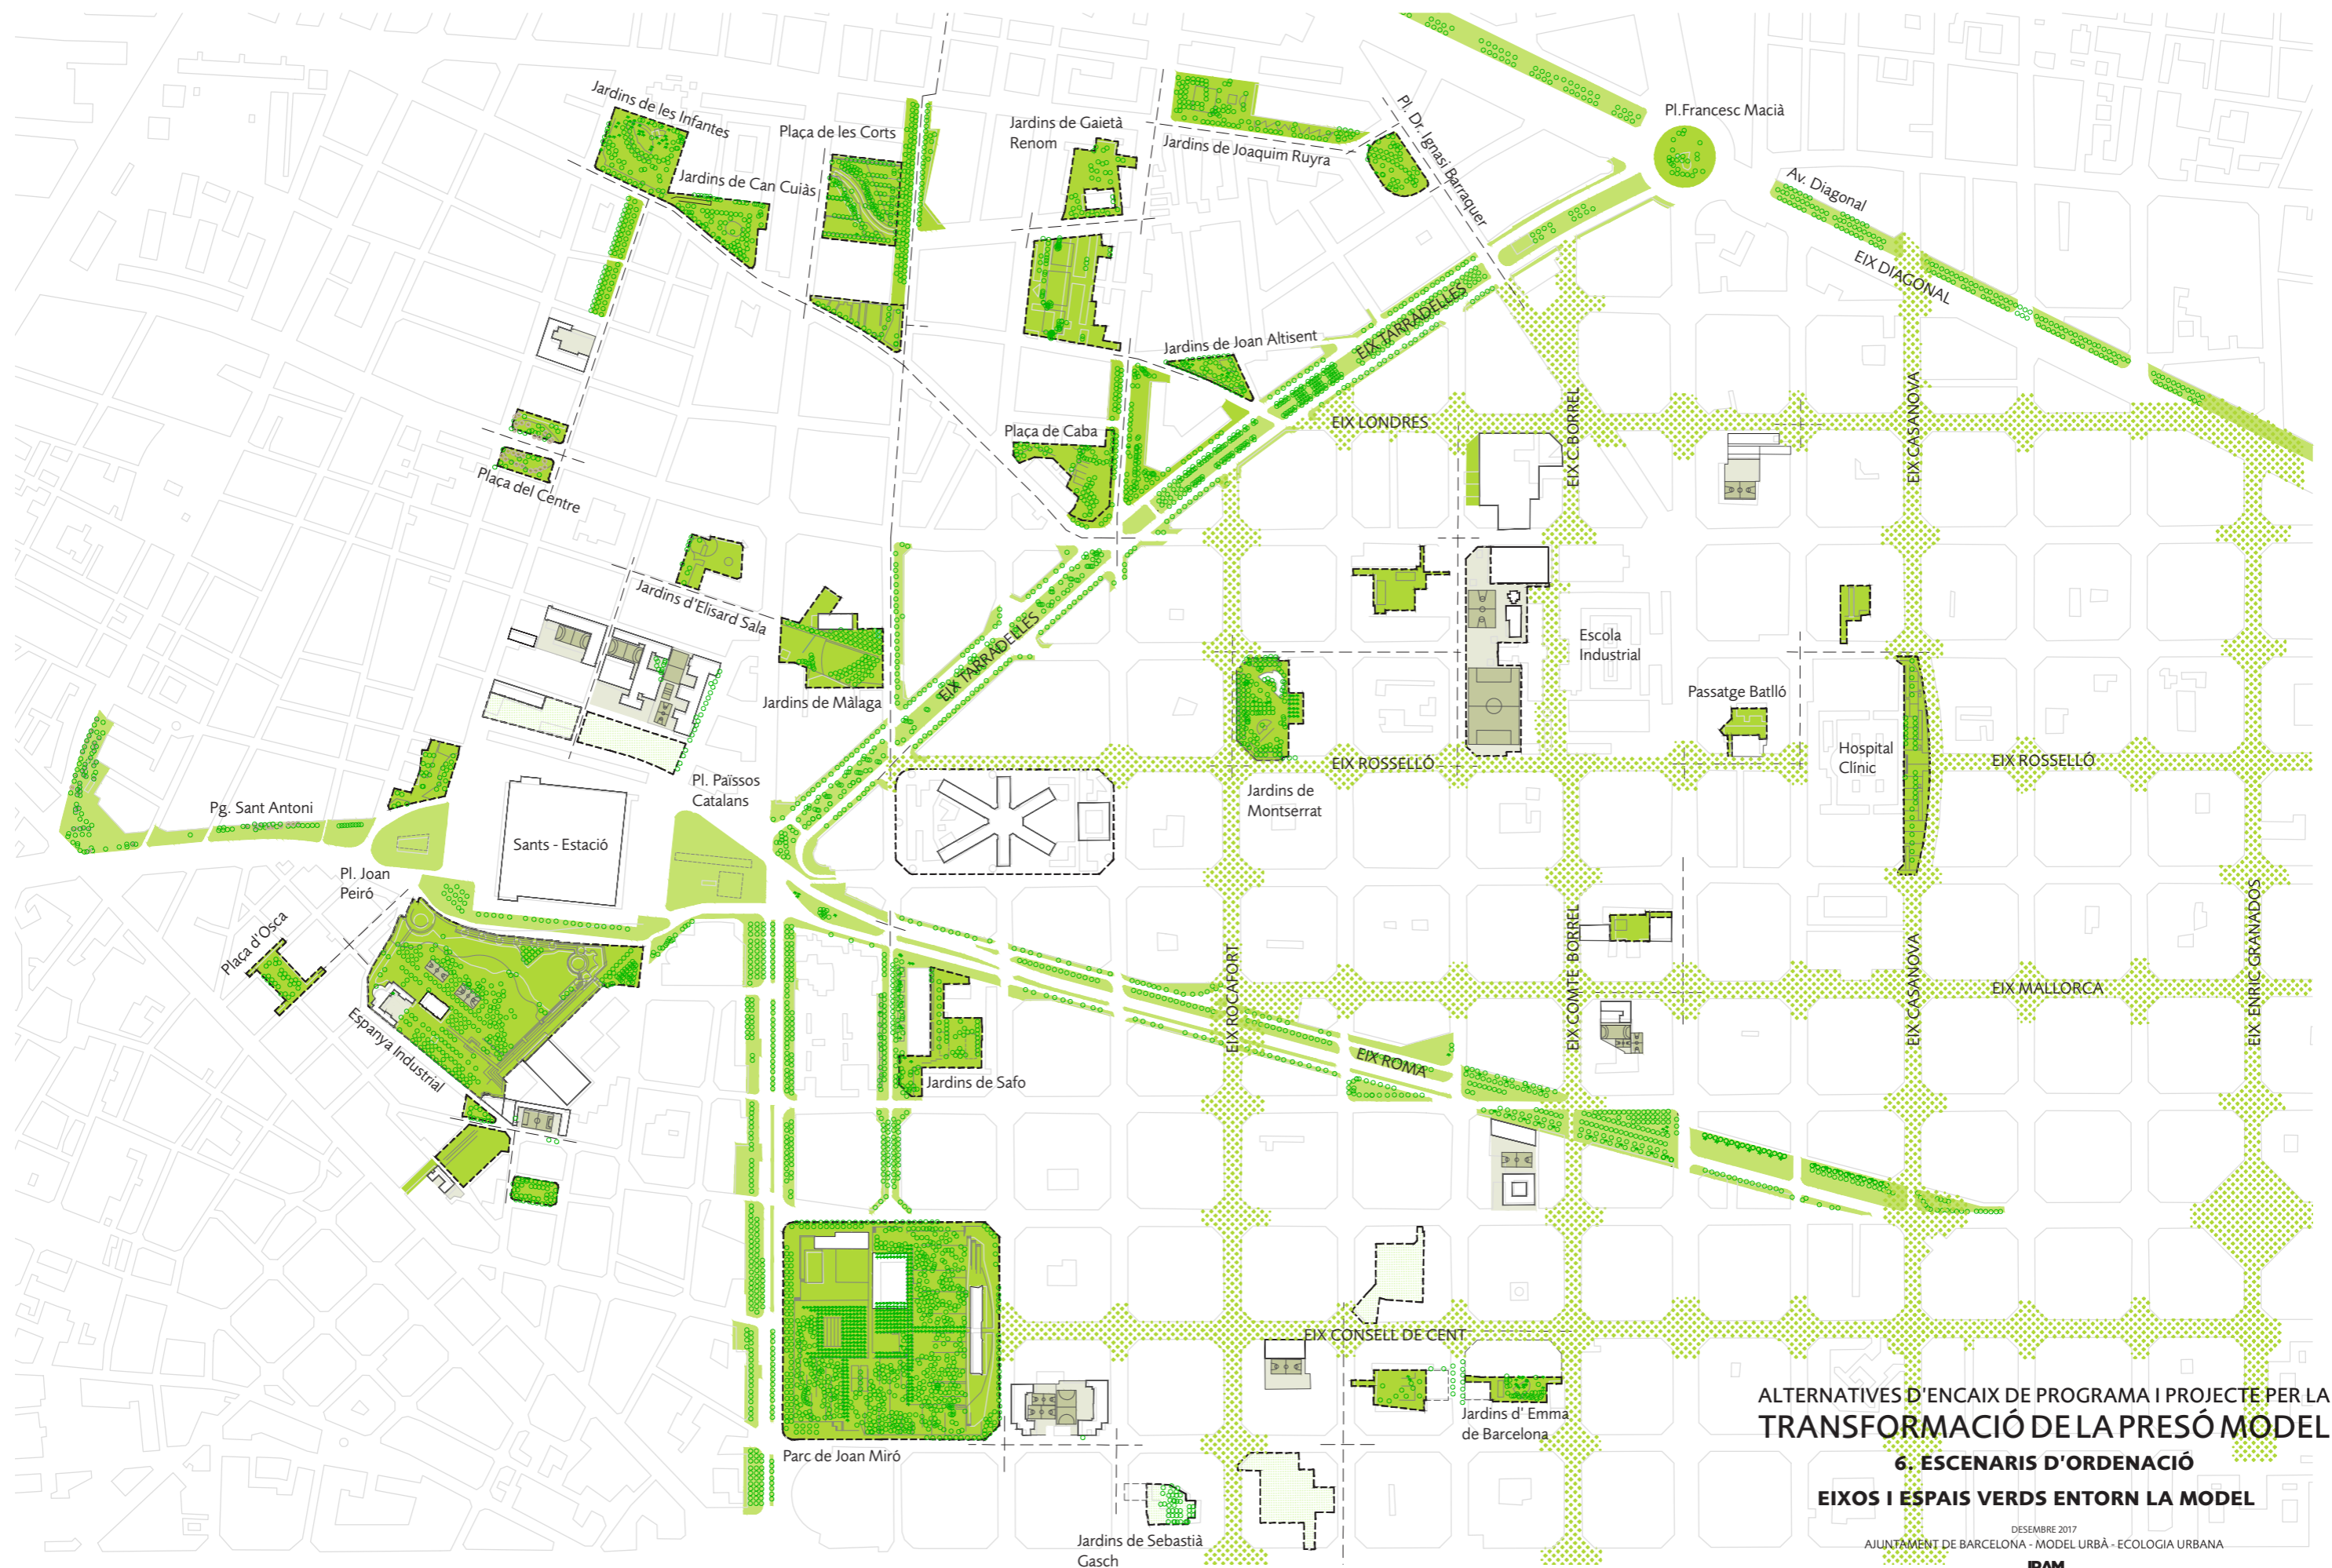 Jardins de les Infantes
Plaça de les Corts
Jardins de Gaietà
Renom
Jardins de Joaquim Ruyra
Pl. Dr. Ignasi Barraquer
Pl.Francesc Macià
Av. Diagonal
EIX DIAGONAL
Jardins de Can Cuiàs
EIX TARRADELLES
Jardins de Joan Altisent
EIX LONDRES
EIX C.BORREL
EIX CASANOVA
Plaça de Caba
Plaça del Centre
Jardins d'Elisard Sala
Jardins de Màlaga
EIX TARRADELLES
Escola
Industrial
Passatge Batlló
Hospital
Clínic
EIX ROSSELLÓ
EIX ROSSELLÓ
Pl. Països
Catalans
Jardins de
Montserrat
Pg. Sant Antoni
Sants - Estació
Pl. Joan
Peiró
Plaça d'Osca
Espanya Industrial
EIX ROCAFORT
EIX COMTE BORREL
EIX CASANOVA
EIX MALLORCA
EIX ENRIC GRANADOS
EIX ROMA
Jardins de Safo
EIX CONSELL DE CENT
Jardins d' Emma
de Barcelona
Parc de Joan Miró
Jardins de Sebastià
Gasch
ALTERNATIVES D'ENCAIX DE PROGRAMA I PROJECTE PER LA
TRANSFORMACIÓ DE LA PRESÓ MODEL
6. ESCENARIS D'ORDENACIÓ
EIXOS I ESPAIS VERDS ENTORN LA MODEL
DESEMBRE 2017
AJUNTAMENT DE BARCELONA - MODEL URBÀ - ECOLOGIA URBANA